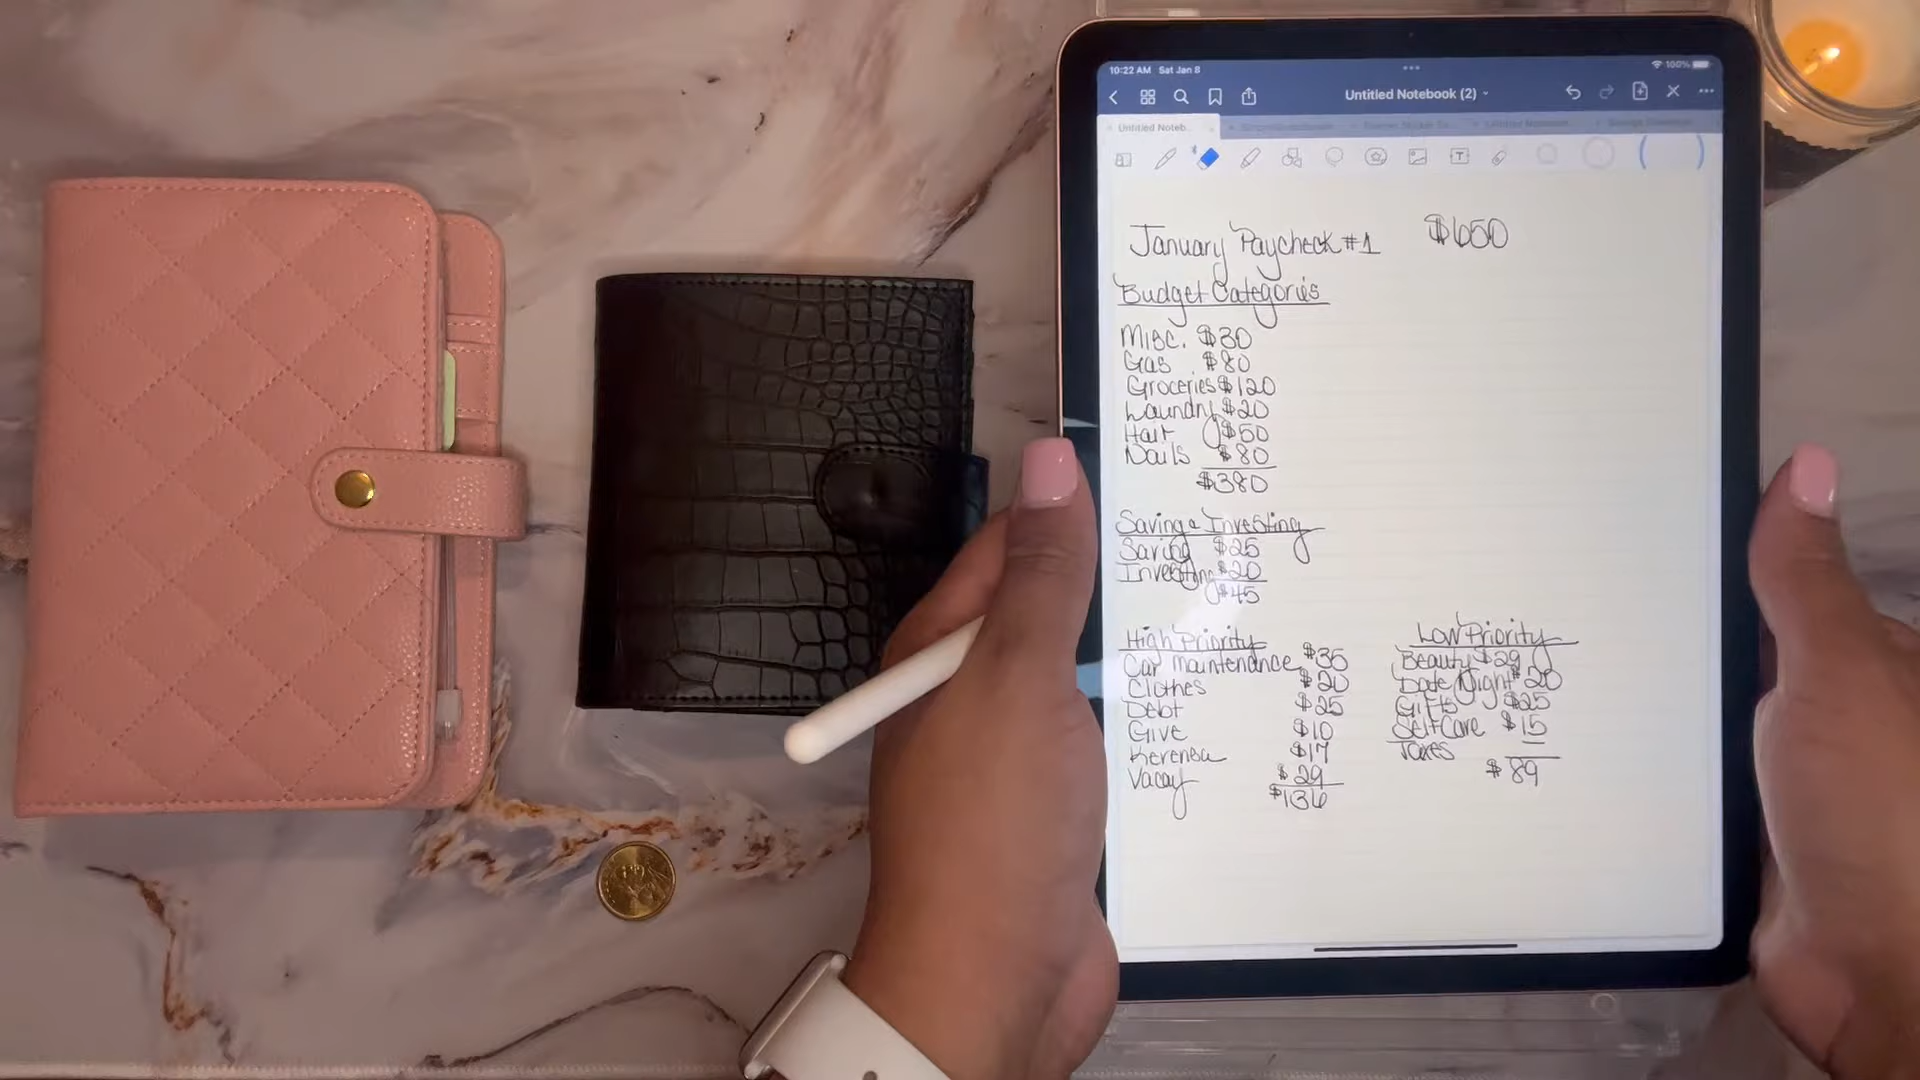 10:22 AM Sat Jan 8
100%
Untitled Notebook (2)
Untitled Noteb...
January Paycheck #1 $650
Budget Categories
Misc. $30
Gas $80
Groceries $120
Laundry $20
Hair $50
Nails $80
$380
Saving & Investing
Saving $25
Investing $20
$45
High Priority
Car maintenance $35
Clothes $20
Debt $25
Give $10
Kerensa $17
Vacay $29
$136
Low Priority
Beauty $29
Date Night $20
Gifts $25
Self Care $15
Taxes —
$89